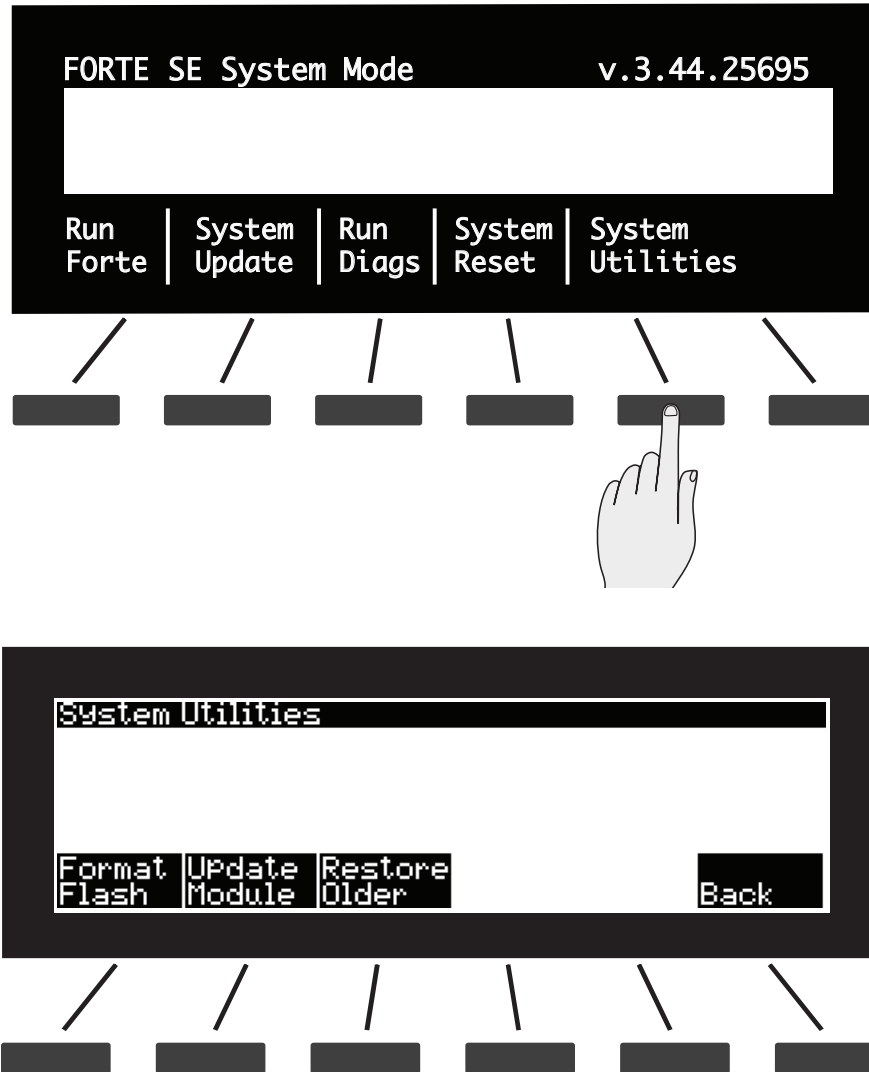 FORTE SE System Mode v.3.44.25695
Run System Run System System
Forte Update Diags Reset Utilities
System Utilities
Format Update Restore
Flash Module Older Back